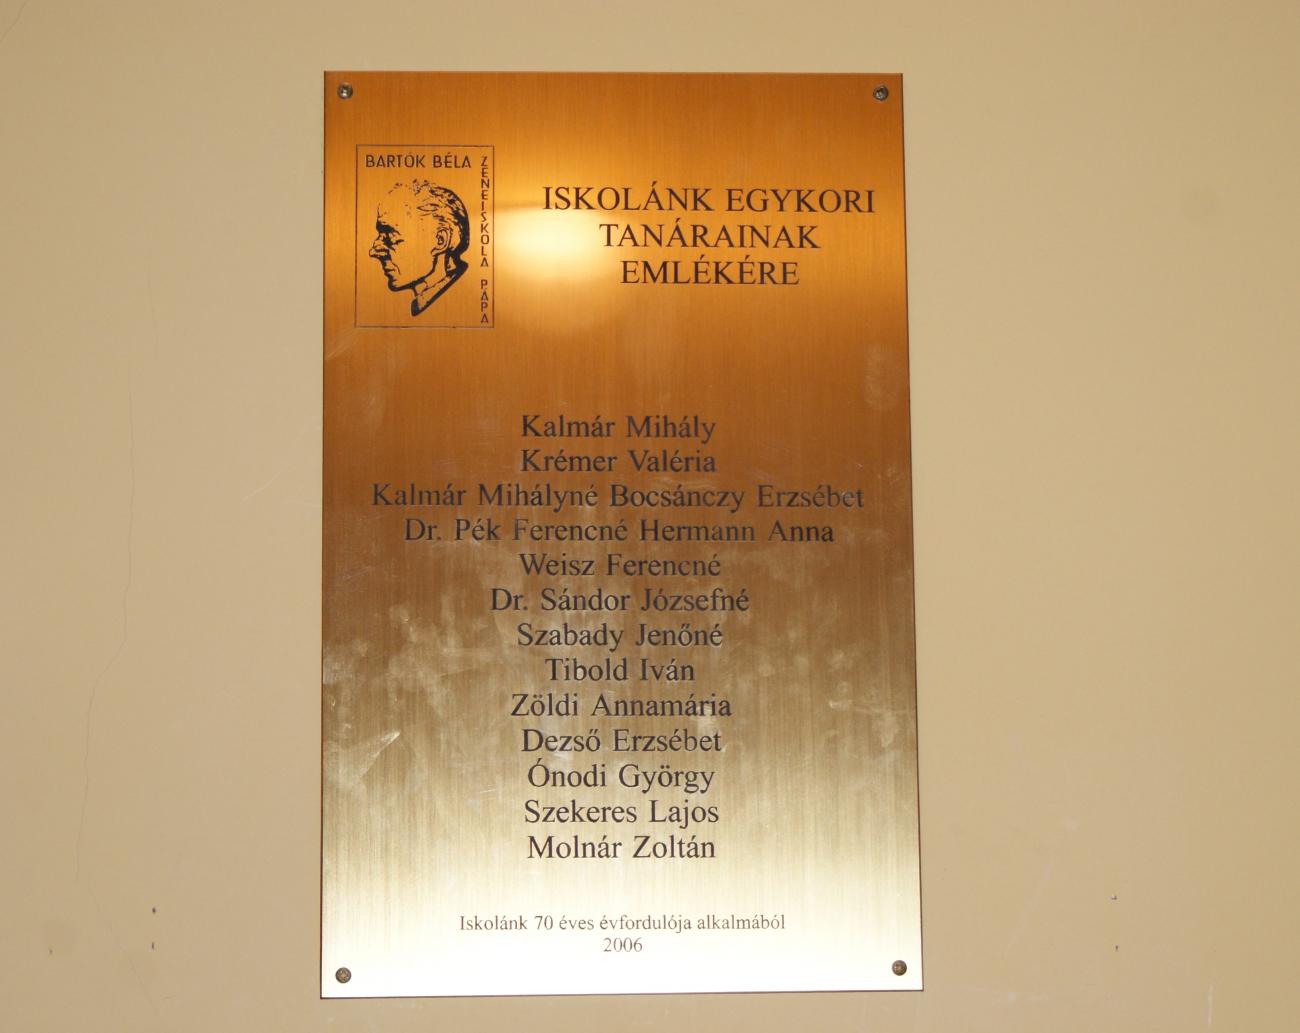 BARTÓK BÉLA
ZENEISKOLA PÁPA
ISKOLÁNK EGYKORI
TANÁRAINAK
EMLÉKÉRE
Kalmár Mihály
Krémer Valéria
Kalmár Mihályné Bocsánczy Erzsébet
Dr. Pék Ferencné Hermann Anna
Weisz Ferencné
Dr. Sándor Józsefné
Szabady Jenőné
Tibold Iván
Zöldi Annamária
Dezső Erzsébet
Ónodi György
Szekeres Lajos
Molnár Zoltán
Iskolánk 70 éves évfordulója alkalmából
2006